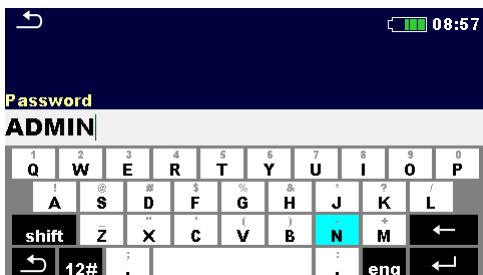 08:57
Password
ADMIN
1 2 3 4 5 6 7 8 9 0
Q W E R T Y U I O P
! @ # $ % & * ? /
A S D F G H J K L
" ' ( ) - +
shift Z X C V B N M
; :
12# , . eng